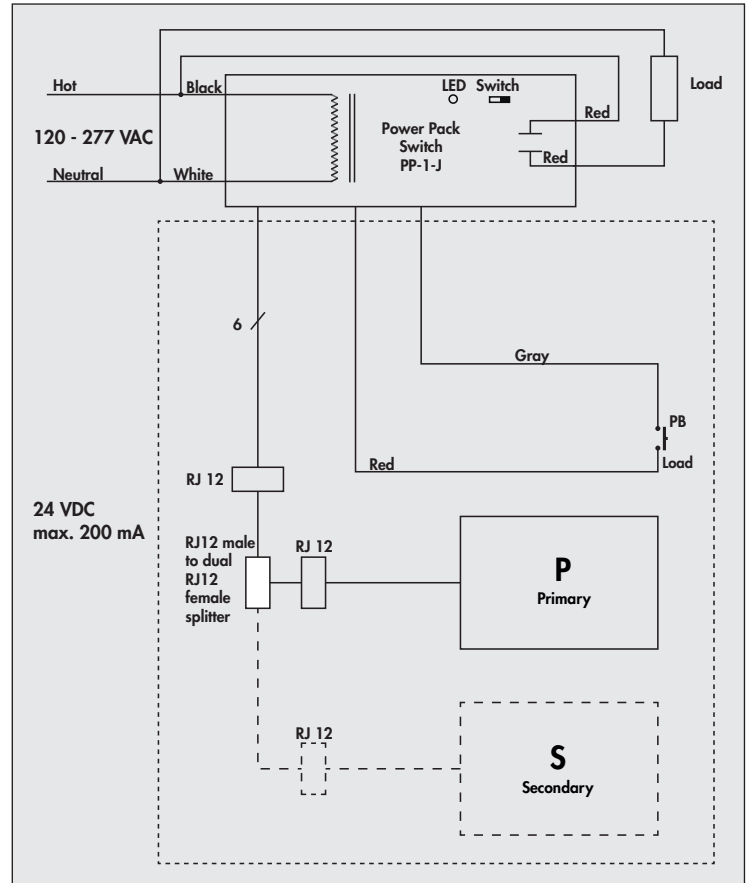 Hot
Black
LED Switch
Load
Red
120 - 277 VAC
Power Pack
Switch
PP-1-J
Red
Neutral
White
6
Gray
PB
Load
Red
RJ 12
24 VDC
max. 200 mA
RJ12 male
to dual
RJ12
female
splitter
RJ 12
P
Primary
RJ 12
S
Secondary